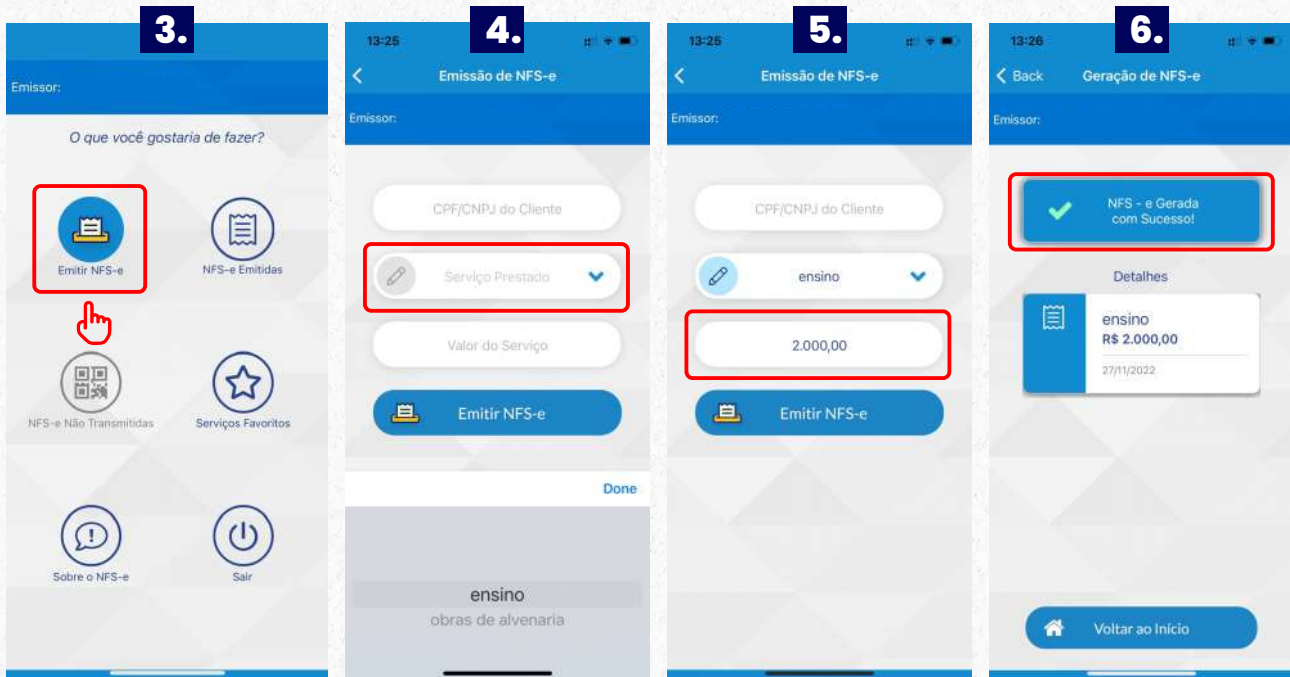 3.
Emissor:
O que você gostaria de fazer?
Emitir NFS-e
NFS-e Emitidas
NFS-e Não Transmitidas
Serviços Favoritos
Sobre o NFS-e
Sair
4.
13:25
Emissão de NFS-e
Emissor:
CPF/CNPJ do Cliente
Serviço Prestado
Valor do Serviço
Emitir NFS-e
Done
ensino
obras de alvenaria
5.
13:25
Emissão de NFS-e
Emissor:
CPF/CNPJ do Cliente
ensino
2.000,00
Emitir NFS-e
6.
13:26
Back
Geração de NFS-e
Emissor:
NFS - e Gerada
com Sucesso!
Detalhes
ensino
R$ 2.000,00
27/11/2022
Voltar ao Início